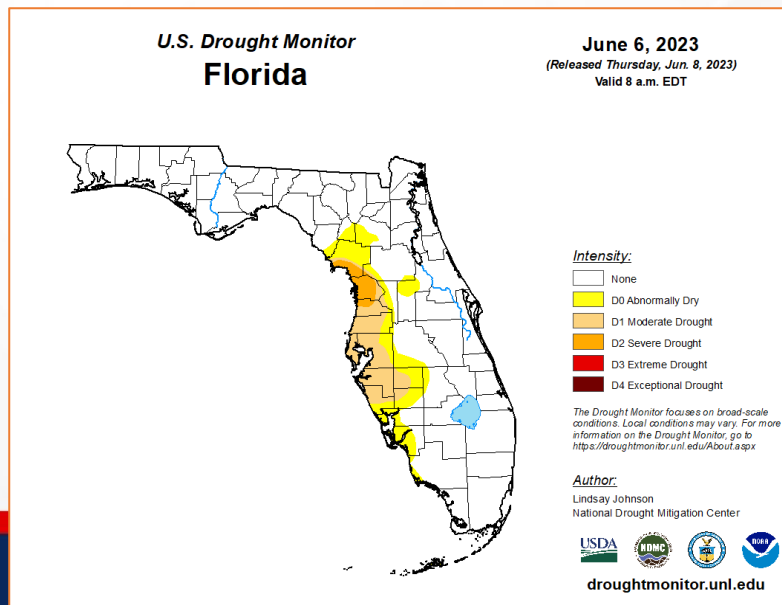 U.S. Drought Monitor
Florida
June 6, 2023
(Released Thursday, Jun. 8, 2023)
Valid 8 a.m. EDT
Intensity:
None
D0 Abnormally Dry
D1 Moderate Drought
D2 Severe Drought
D3 Extreme Drought
D4 Exceptional Drought
The Drought Monitor focuses on broad-scale
conditions. Local conditions may vary. For more
information on the Drought Monitor, go to
https://droughtmonitor.unl.edu/About.aspx
Author:
Lindsay Johnson
National Drought Mitigation Center
USDA
NDMC
NOAA
droughtmonitor.unl.edu